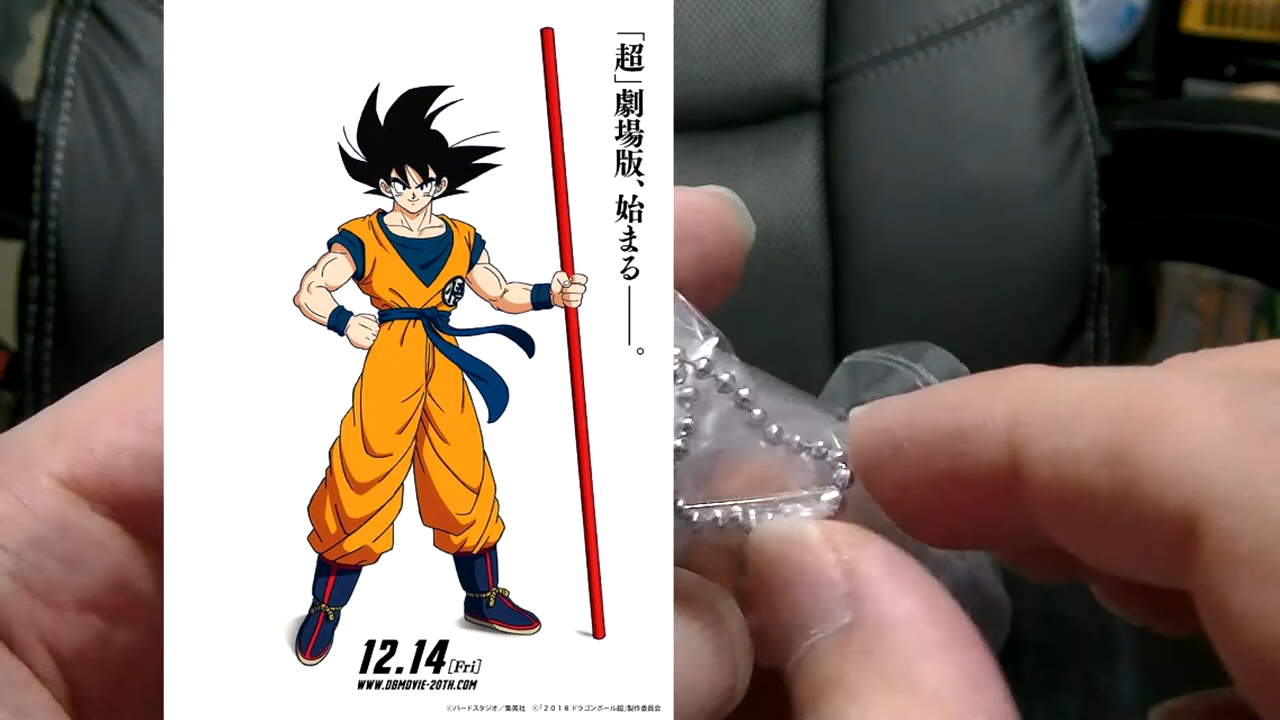 「超」劇場版、始まる——。
悟
12.14[Fri]
WWW.DBMOVIE-20TH.COM
©バードスタジオ／集英社 ©「２０１８ドラゴンボール超」製作委員会